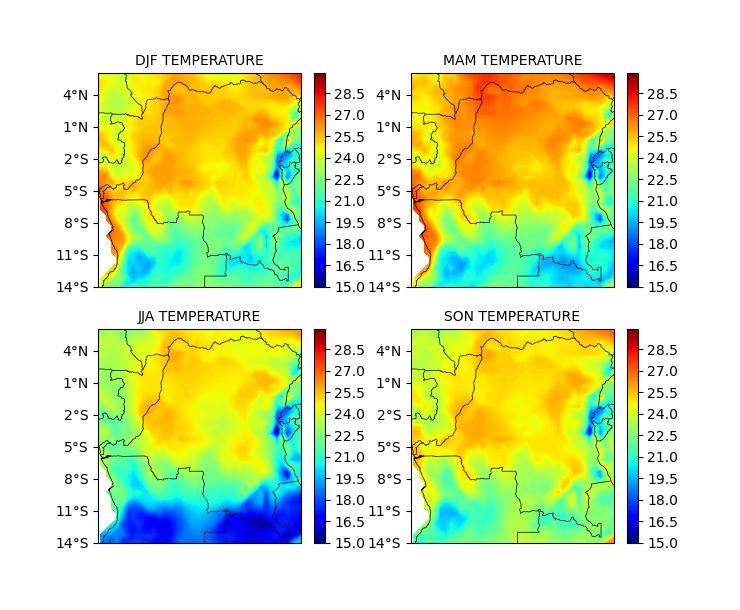 DJF TEMPERATURE
4°N
1°N
2°S
5°S
8°S
11°S
14°S
28.5
27.0
25.5
24.0
22.5
21.0
19.5
18.0
16.5
15.0
MAM TEMPERATURE
4°N
1°N
2°S
5°S
8°S
11°S
14°S
28.5
27.0
25.5
24.0
22.5
21.0
19.5
18.0
16.5
15.0
JJA TEMPERATURE
4°N
1°N
2°S
5°S
8°S
11°S
14°S
28.5
27.0
25.5
24.0
22.5
21.0
19.5
18.0
16.5
15.0
SON TEMPERATURE
4°N
1°N
2°S
5°S
8°S
11°S
14°S
28.5
27.0
25.5
24.0
22.5
21.0
19.5
18.0
16.5
15.0